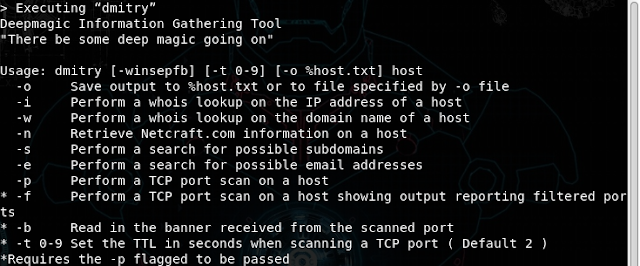 > Executing “dmitry”
Deepmagic Information Gathering Tool
"There be some deep magic going on"

Usage: dmitry [-winsepfb] [-t 0-9] [-o %host.txt] host
  -o     Save output to %host.txt or to file specified by -o file
  -i     Perform a whois lookup on the IP address of a host
  -w     Perform a whois lookup on the domain name of a host
  -n     Retrieve Netcraft.com information on a host
  -s     Perform a search for possible subdomains
  -e     Perform a search for possible email addresses
  -p     Perform a TCP port scan on a host
* -f     Perform a TCP port scan on a host showing output reporting filtered por
ts
* -b     Read in the banner received from the scanned port
* -t 0-9 Set the TTL in seconds when scanning a TCP port ( Default 2 )
*Requires the -p flagged to be passed